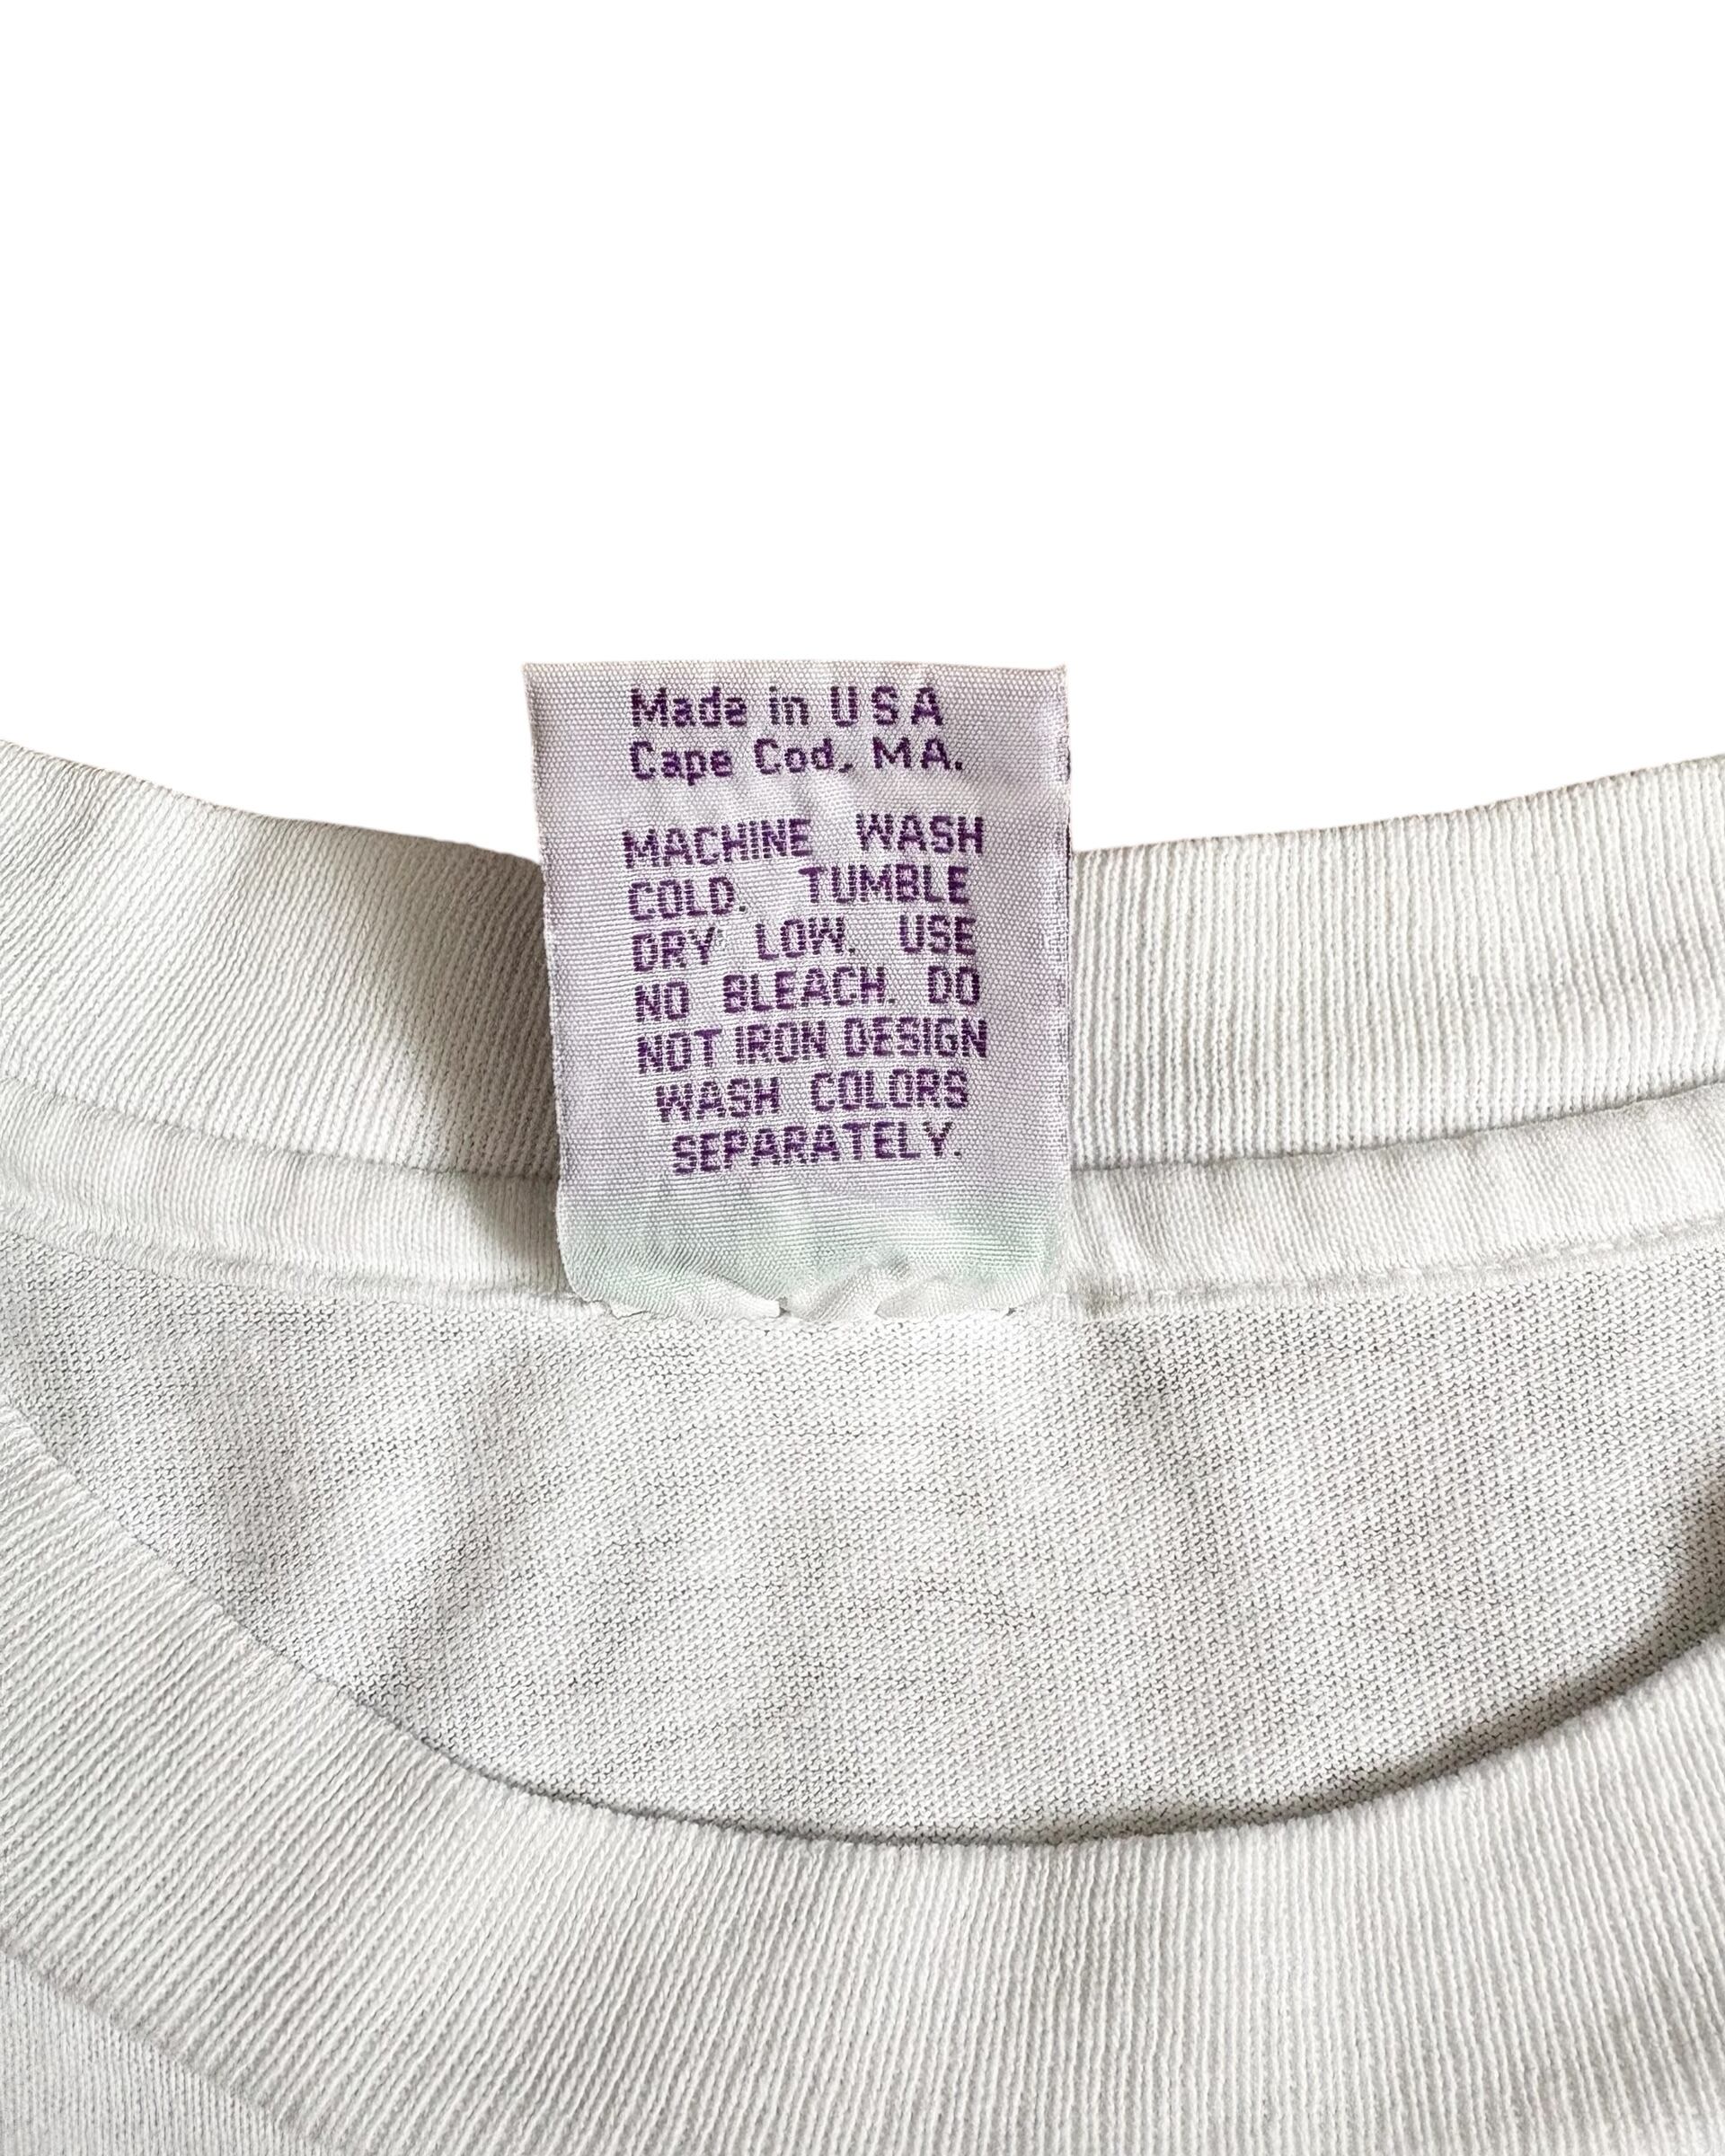 Made in USA
Cape Cod, MA.
MACHINE WASH
COLD. TUMBLE
DRY LOW. USE
NO BLEACH. DO
NOT IRON DESIGN
WASH COLORS
SEPARATELY.